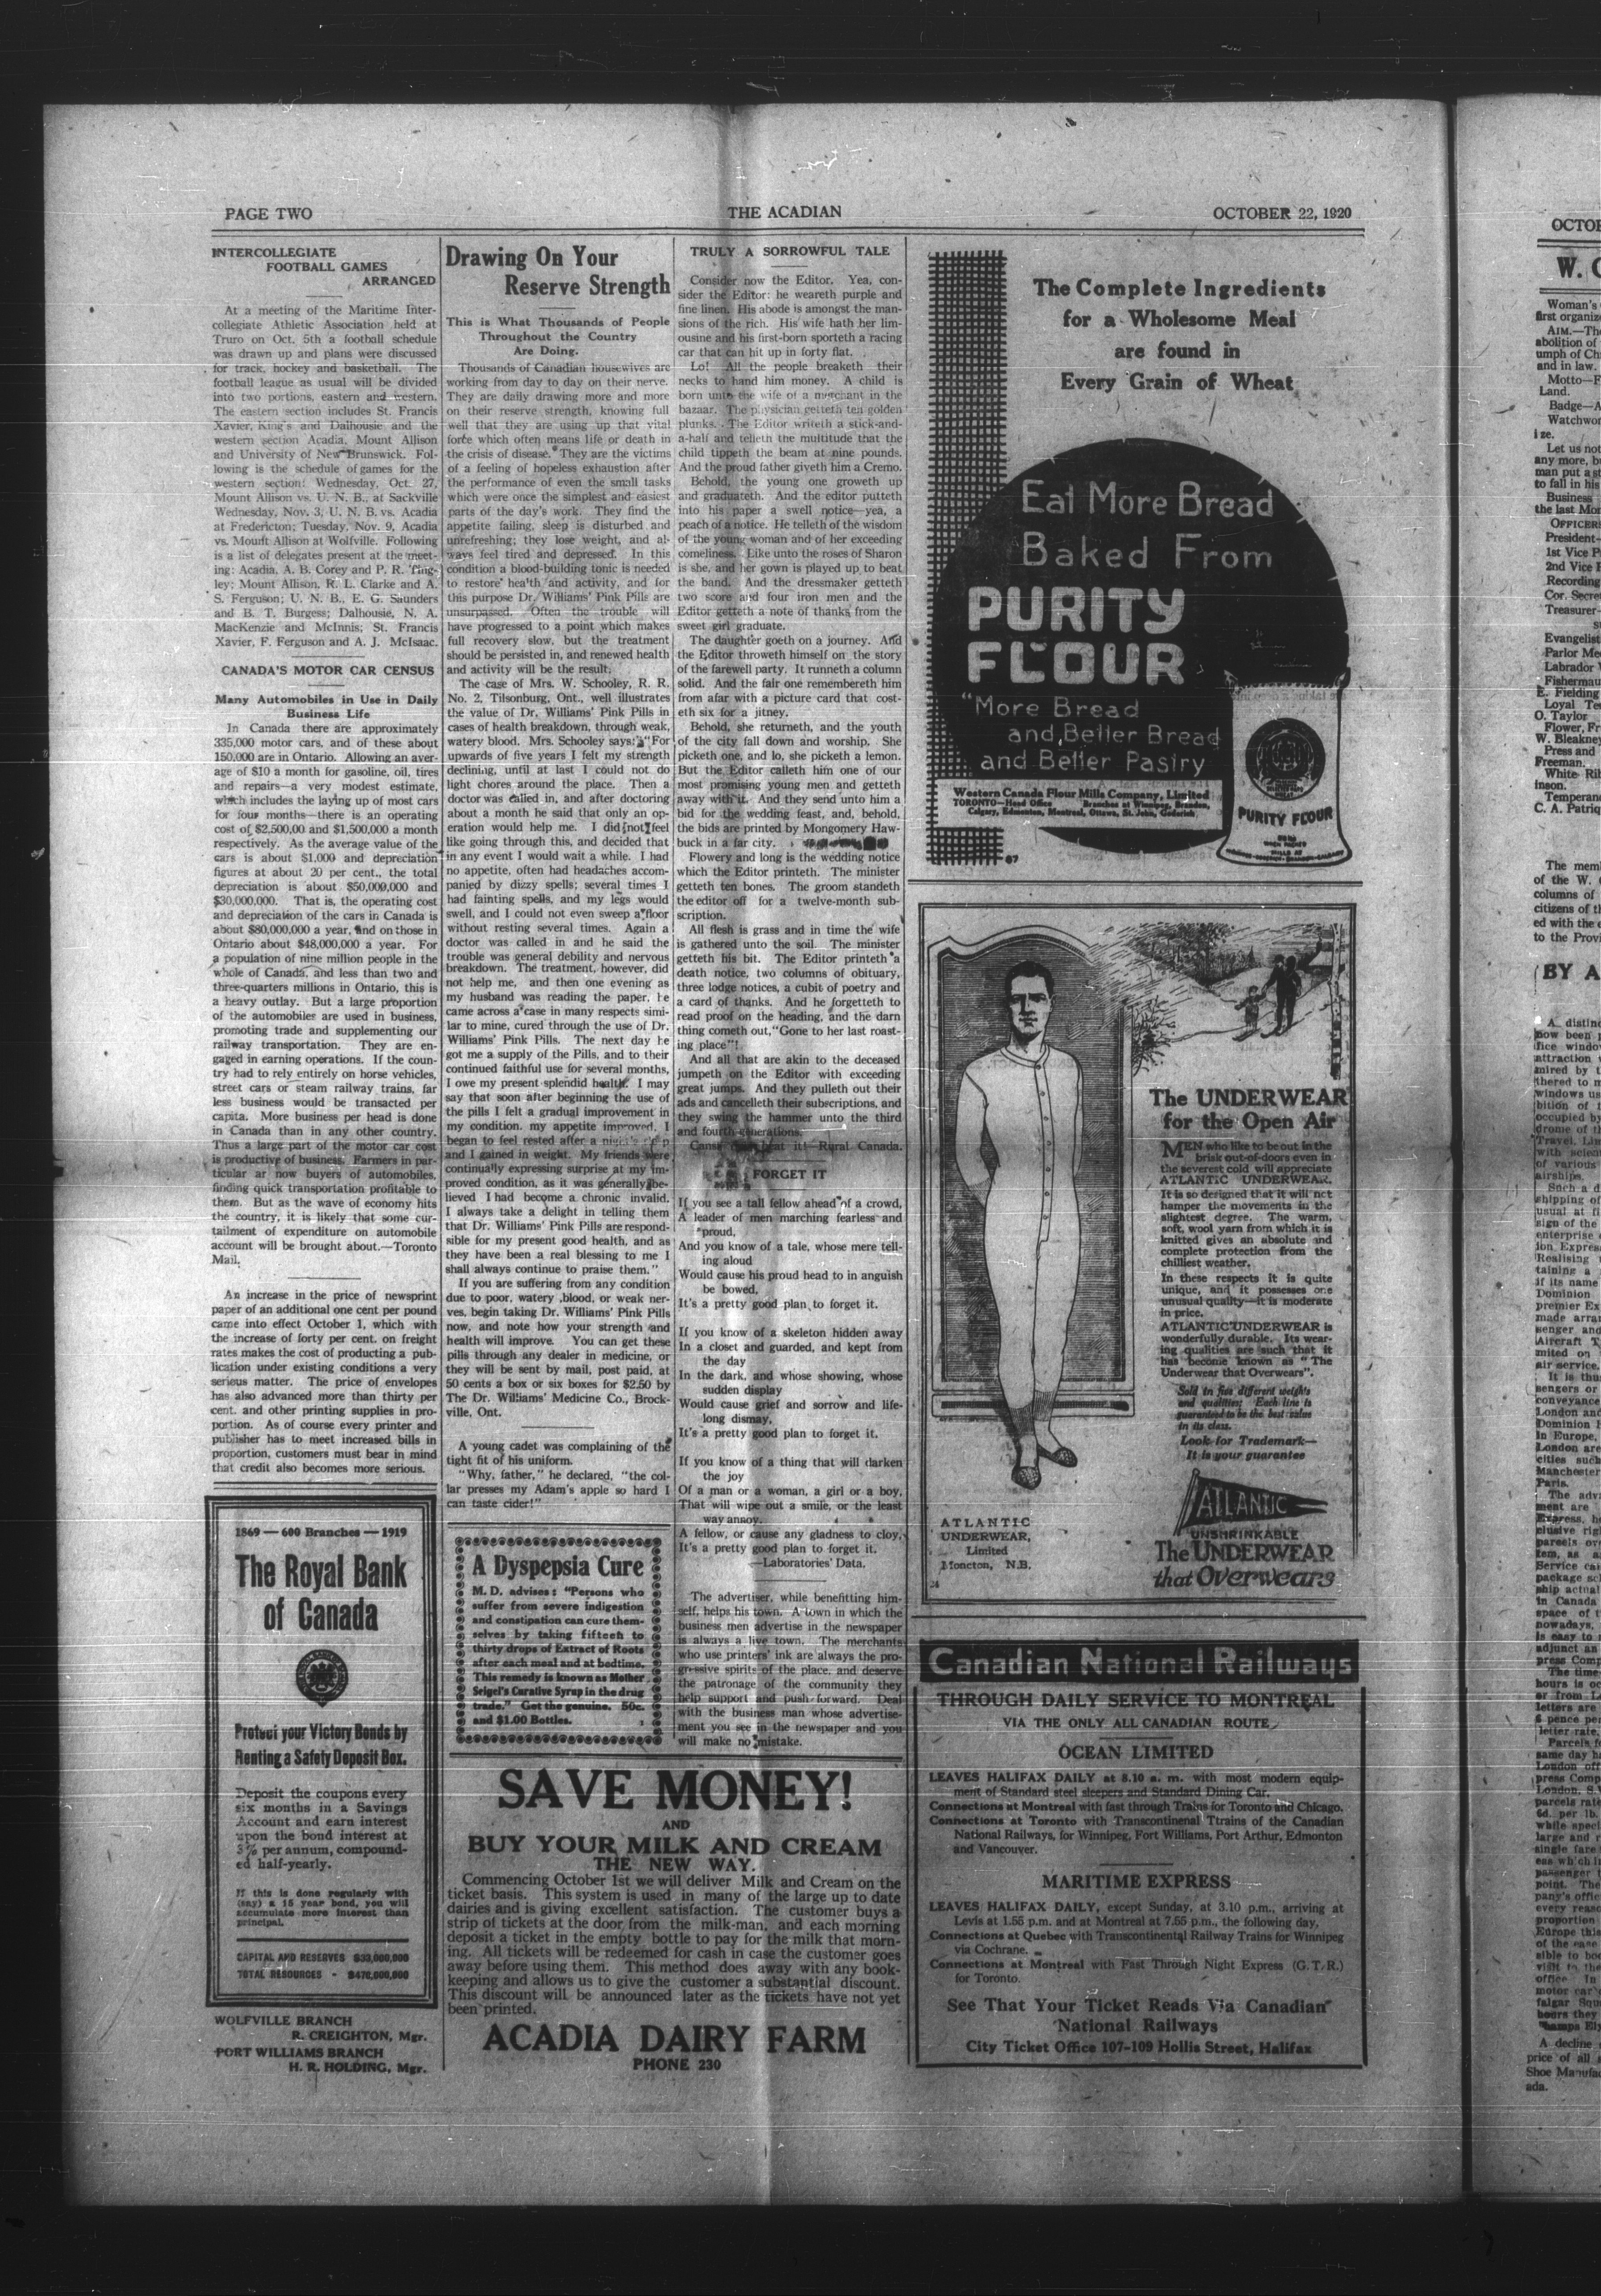 PAGE TWO
THE ACADIAN
OCTOBER 22, 1920
INTERCOLLEGIATE
FOOTBALL GAMES
ARRANGED
At a meeting of the Maritime Inter-
collegiate Athletic Association held at
Truro on Oct. 5th a football schedule
was drawn up and plans were discussed
for track, hockey and basketball. The
football league as usual will be divided
into two portions, eastern and western.
The eastern section includes St. Francis
Xavier, King's and Dalhousie and the
western section Acadia, Mount Allison
and University of New Brunswick. Fol-
lowing is the schedule of games for the
western section: Wednesday, Oct. 27,
Mount Allison vs. U. N. B., at Sackville
Wednesday, Nov. 3, U. N. B. vs. Acadia
at Fredericton; Tuesday, Nov. 9, Acadia
vs. Mount Allison at Wolfville. Following
is a list of delegates present at the meet-
ing: Acadia, A. B. Corey and P. R. Ting-
ley; Mount Allison, R. L. Clarke and A.
S. Ferguson; U. N. B., E. G. Saunders
and B. T. Burgess; Dalhousie, N. A.
MacKenzie and McInnis; St. Francis
Xavier, F. Ferguson and A. J. McIsaac.
CANADA'S MOTOR CAR CENSUS
Many Automobiles in Use in Daily
Business Life
In Canada there are approximately
335,000 motor cars, and of these about
150,000 are in Ontario. Allowing an aver-
age of $10 a month for gasoline, oil, tires
and repairs—a very modest estimate,
which includes the laying up of most cars
for four months—there is an operating
cost of $2,500,00 and $1,500,000 a month
respectively. As the average value of the
cars is about $1,000 and depreciation
figures at about 20 per cent., the total
depreciation is about $50,000,000 and
$30,000,000. That is, the operating cost
and depreciation of the cars in Canada is
about $80,000,000 a year, and on those in
Ontario about $48,000,000 a year. For
a population of nine million people in the
whole of Canada, and less than two and
three-quarters millions in Ontario, this is
a heavy outlay. But a large proportion
of the automobiler are used in business,
promoting trade and supplementing our
railway transportation. They are en-
gaged in earning operations. If the coun-
try had to rely entirely on horse vehicles,
street cars or steam railway trains, far
less business would be transacted per
capita. More business per head is done
in Canada than in any other country.
Thus a large part of the motor car cost
is productive of business. Farmers in par-
ticular ar now buyers of automobiles,
finding quick transportation profitable to
them. But as the wave of economy hits
the country, it is likely that some cur-
tailment of expenditure on automobile
account will be brought about.—Toronto
Mail.
An increase in the price of newsprint
paper of an additional one cent per pound
came into effect October 1, which with
the increase of forty per cent. on freight
rates makes the cost of producing a pub-
lication under existing conditions a very
serious matter. The price of envelopes
has also advanced more than thirty per
cent. and other printing supplies in pro-
portion. As of course every printer and
publisher has to meet increased bills in
proportion, customers must bear in mind
that credit also becomes more serious.
1869 — 600 Branches — 1919
The Royal Bank
of Canada
Protect your Victory Bonds by
Renting a Safety Deposit Box.
Deposit the coupons every
six months in a Savings
Account and earn interest
upon the bond interest at
3% per annum, compound-
ed half-yearly.
If this is done regularly with
(say) a 15 year bond, you will
accumulate more interest than
principal.
CAPITAL AND RESERVES $33,000,000
TOTAL RESOURCES - $470,000,000
WOLFVILLE BRANCH
R. CREIGHTON, Mgr.
PORT WILLIAMS BRANCH
H. R. HOLDING, Mgr.
Drawing On Your
Reserve Strength
This is What Thousands of People
Throughout the Country
Are Doing.
Thousands of Canadian housewives are
working from day to day on their nerve.
They are daily drawing more and more
on their reserve strength, knowing full
well that they are using up that vital
force which often means life or death in
the crisis of disease. They are the victims
of a feeling of hopeless exhaustion after
the performance of even the small tasks
which were once the simplest and easiest
parts of the day's work. They find the
appetite failing, sleep is disturbed and
unrefreshing; they lose weight, and al-
ways feel tired and depressed. In this
condition a blood-building tonic is needed
to restore health and activity, and for
this purpose Dr. Williams' Pink Pills are
unsurpassed. Often the trouble will
have progressed to a point which makes
full recovery slow, but the treatment
should be persisted in, and renewed health
and activity will be the result.
The case of Mrs. W. Schooley, R. R.
No. 2, Tilsonburg, Ont., well illustrates
the value of Dr. Williams' Pink Pills in
cases of health breakdown, through weak,
watery blood. Mrs. Schooley says: "For
upwards of five years I felt my strength
declining, until at last I could not do
light chores around the place. Then a
doctor was called in, and after doctoring
about a month he said that only an op-
eration would help me. I did not feel
like going through this, and decided that
in any event I would wait a while. I had
no appetite, often had headaches accom-
panied by dizzy spells; several times I
had fainting spells, and my legs would
swell, and I could not even sweep a floor
without resting several times. Again a
doctor was called in and he said the
trouble was general debility and nervous
breakdown. The treatment, however, did
not help me, and then one evening as
my husband was reading the paper, he
came across a case in many respects simi-
lar to mine, cured through the use of Dr.
Williams' Pink Pills. The next day he
got me a supply of the Pills, and to their
continued faithful use for several months,
I owe my present splendid health. I may
say that soon after beginning the use of
the pills I felt a gradual improvement in
my condition. my appetite improved, I
began to feel rested after a night's sleep
and I gained in weight. My friends were
continually expressing surprise at my im-
proved condition, as it was generally be-
lieved I had become a chronic invalid.
I always take a delight in telling them
that Dr. Williams' Pink Pills are respond-
sible for my present good health, and as
they have been a real blessing to me I
shall always continue to praise them."
If you are suffering from any condition
due to poor, watery blood, or weak ner-
ves, begin taking Dr. Williams' Pink Pills
now, and note how your strength and
health will improve. You can get these
pills through any dealer in medicine, or
they will be sent by mail, post paid, at
50 cents a box or six boxes for $2.50 by
The Dr. Williams' Medicine Co., Brock-
ville, Ont.
A young cadet was complaining of the
tight fit of his uniform.
"Why, father," he declared, "the col-
lar presses my Adam's apple so hard I
can taste cider!"
A Dyspepsia Cure
M. D. advises: "Persons who
suffer from severe indigestion
and constipation can cure them-
selves by taking fifteen to
thirty drops of Extract of Roots
after each meal and at bedtime.
This remedy is known as Mother
Seigel's Curative Syrup in the drug
trade." Get the genuine. 50c.
and $1.00 Bottles.
TRULY A SORROWFUL TALE
Consider now the Editor. Yea, con-
sider the Editor: he weareth purple and
fine linen. His abode is amongst the man-
sions of the rich. His wife hath her lim-
ousine and his first-born sporteth a racing
car that can hit up in forty flat.
Lo! All the people breaketh their
necks to hand him money. A child is
born unto the wife of a merchant in the
bazaar. The physician getteth ten golden
plunks. The Editor writeth a stick-and-
a-half and telleth the multitude that the
child tippeth the beam at nine pounds.
And the proud father giveth him a Cremo.
Behold, the young one groweth up
and graduateth. And the editor putteth
into his paper a swell notice—yea, a
peach of a notice. He telleth of the wisdom
of the young woman and of her exceeding
comeliness. Like unto the roses of Sharon
is she, and her gown is played up to beat
the band. And the dressmaker getteth
two score and four iron men and the
Editor getteth a note of thanks from the
sweet girl graduate.
The daughter goeth on a journey. And
the Editor throweth himself on the story
of the farewell party. It runneth a column
solid. And the fair one remembereth him
from afar with a picture card that cost-
eth six for a jitney.
Behold, she returneth, and the youth
of the city fall down and worship. She
picketh one, and lo, she picketh a lemon.
But the Editor calleth him one of our
most promising young men and getteth
away with it. And they send unto him a
bid for the wedding feast, and, behold,
the bids are printed by Mongomery Haw-
buck in a far city.
Flowery and long is the wedding notice
which the Editor printeth. The minister
getteth ten bones. The groom standeth
the editor off for a twelve-month sub-
scription.
All flesh is grass and in time the wife
is gathered unto the soil. The minister
getteth his bit. The Editor printeth a
death notice, two columns of obituary,
three lodge notices, a cubit of poetry and
a card of thanks. And he forgetteth to
read proof on the heading, and the darn
thing cometh out, "Gone to her last roast-
ing place"!
And all that are akin to the deceased
jumpeth on the Editor with exceeding
great jumps. And they pulleth out their
ads and cancelleth their subscriptions, and
they swing the hammer unto the third
and fourth generations.
beat it!—Rural Canada.
FORGET IT
If you see a tall fellow ahead of a crowd,
A leader of men marching fearless and
proud,
And you know of a tale, whose mere tell-
ing aloud
Would cause his proud head to in anguish
be bowed,
It's a pretty good plan to forget it.
If you know of a skeleton hidden away
In a closet and guarded, and kept from
the day
In the dark, and whose showing, whose
sudden display
Would cause grief and sorrow and life-
long dismay,
It's a pretty good plan to forget it.
If you know of a thing that will darken
the joy
Of a man or a woman, a girl or a boy,
That will wipe out a smile, or the least
way annoy.
A fellow, or cause any gladness to cloy,
It's a pretty good plan to forget it.
—Laboratories' Data.
The advertiser, while benefitting him-
self, helps his town. A town in which the
business men advertise in the newspaper
is always a live town. The merchants
who use printers' ink are always the pro-
gressive spirits of the place, and deserve
the patronage of the community they
help support and push forward. Deal
with the business man whose advertise-
ment you see in the newspaper and you
will make no mistake.
SAVE MONEY!
AND
BUY YOUR MILK AND CREAM
THE NEW WAY.
Commencing October 1st we will deliver Milk and Cream on the
ticket basis. This system is used in many of the large up to date
dairies and is giving excellent satisfaction. The customer buys a
strip of tickets at the door from the milk-man, and each morning
deposit a ticket in the empty bottle to pay for the milk that morn-
ing. All tickets will be redeemed for cash in case the customer goes
away before using them. This method does away with any book-
keeping and allows us to give the customer a substantial discount.
This discount will be announced later as the tickets have not yet
been printed.
ACADIA DAIRY FARM
PHONE 230
The Complete Ingredients
for a Wholesome Meal
are found in
Every Grain of Wheat
Eat More Bread
Baked From
PURITY
FLOUR
"More Bread
and Better Bread
and Better Pastry
Western Canada Flour Mills Company, Limited
TORONTO—Head Office Branches at Winnipeg, Brandon,
Calgary, Edmonton, Montreal, Ottawa, St. John, Goderich
PURITY FLOUR
67
The UNDERWEAR
for the Open Air
MEN who like to be out in the
brisk out-of-doors even in
the severest cold will appreciate
ATLANTIC UNDERWEAR.
It is so designed that it will not
hamper the movements in the
slightest degree. The warm,
soft, wool yarn from which it is
knitted gives an absolute and
complete protection from the
chilliest weather.
In these respects it is quite
unique, and it possesses one
unusual quality—it is moderate
in price.
ATLANTIC UNDERWEAR is
wonderfully durable. Its wear-
ing qualities are such that it
has become known as "The
Underwear that Overwears".
Sold in five different weights
and qualities: Each line is
guaranteed to be the best value
in its class.
Look for Trademark—
It is your guarantee
ATLANTIC
UNSHRINKABLE
The UNDERWEAR
that Overwears
ATLANTIC
UNDERWEAR,
Limited
Moncton, N.B.
24
Canadian National Railways
THROUGH DAILY SERVICE TO MONTREAL
VIA THE ONLY ALL CANADIAN ROUTE
OCEAN LIMITED
LEAVES HALIFAX DAILY at 8.10 a. m. with most modern equip-
ment of Standard steel sleepers and Standard Dining Car.
Connections at Montreal with fast through Trains for Toronto and Chicago.
Connections at Toronto with Transcontinenal Ttrains of the Canadian
National Railways, for Winnipeg, Fort Williams, Port Arthur, Edmonton
and Vancouver.
MARITIME EXPRESS
LEAVES HALIFAX DAILY, except Sunday, at 3.10 p.m., arriving at
Levis at 1.55 p.m. and at Montreal at 7.55 p.m., the following day.
Connections at Quebec with Transcontinental Railway Trains for Winnipeg
via Cochrane.
Connections at Montreal with Fast Through Night Express (G.T.R.)
for Toronto.
See That Your Ticket Reads Via Canadian
National Railways
City Ticket Office 107-109 Hollis Street, Halifax